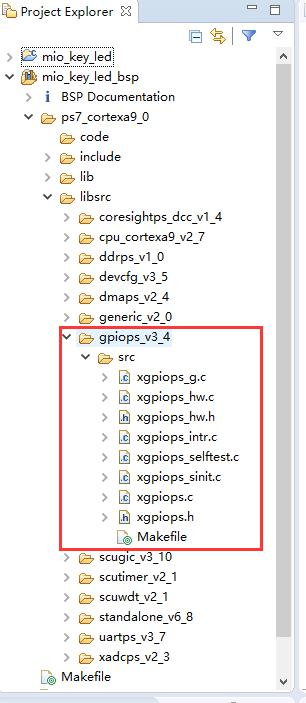 Project Explorer
mio_key_led
mio_key_led_bsp
BSP Documentation
ps7_cortexa9_0
code
include
lib
libsrc
coresightps_dcc_v1_4
cpu_cortexa9_v2_7
ddrps_v1_0
devcfg_v3_5
dmaps_v2_4
generic_v2_0
gpiops_v3_4
src
xgpiops_g.c
xgpiops_hw.c
xgpiops_hw.h
xgpiops_intr.c
xgpiops_selftest.c
xgpiops_sinit.c
xgpiops.c
xgpiops.h
Makefile
scugic_v3_10
scutimer_v2_1
scuwdt_v2_1
standalone_v6_8
uartps_v3_7
xadcps_v2_3
Makefile